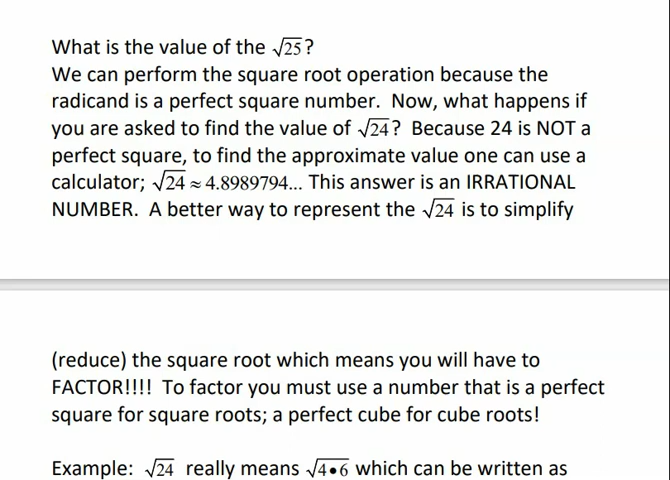 What is the value of the √25?
We can perform the square root operation because the
radicand is a perfect square number.  Now, what happens if
you are asked to find the value of √24?  Because 24 is NOT a
perfect square, to find the approximate value one can use a
calculator; √24 ≈ 4.8989794... This answer is an IRRATIONAL
NUMBER.  A better way to represent the √24 is to simplify
(reduce) the square root which means you will have to
FACTOR!!!!  To factor you must use a number that is a perfect
square for square roots; a perfect cube for cube roots!
Example:  √24  really means √4•6 which can be written as